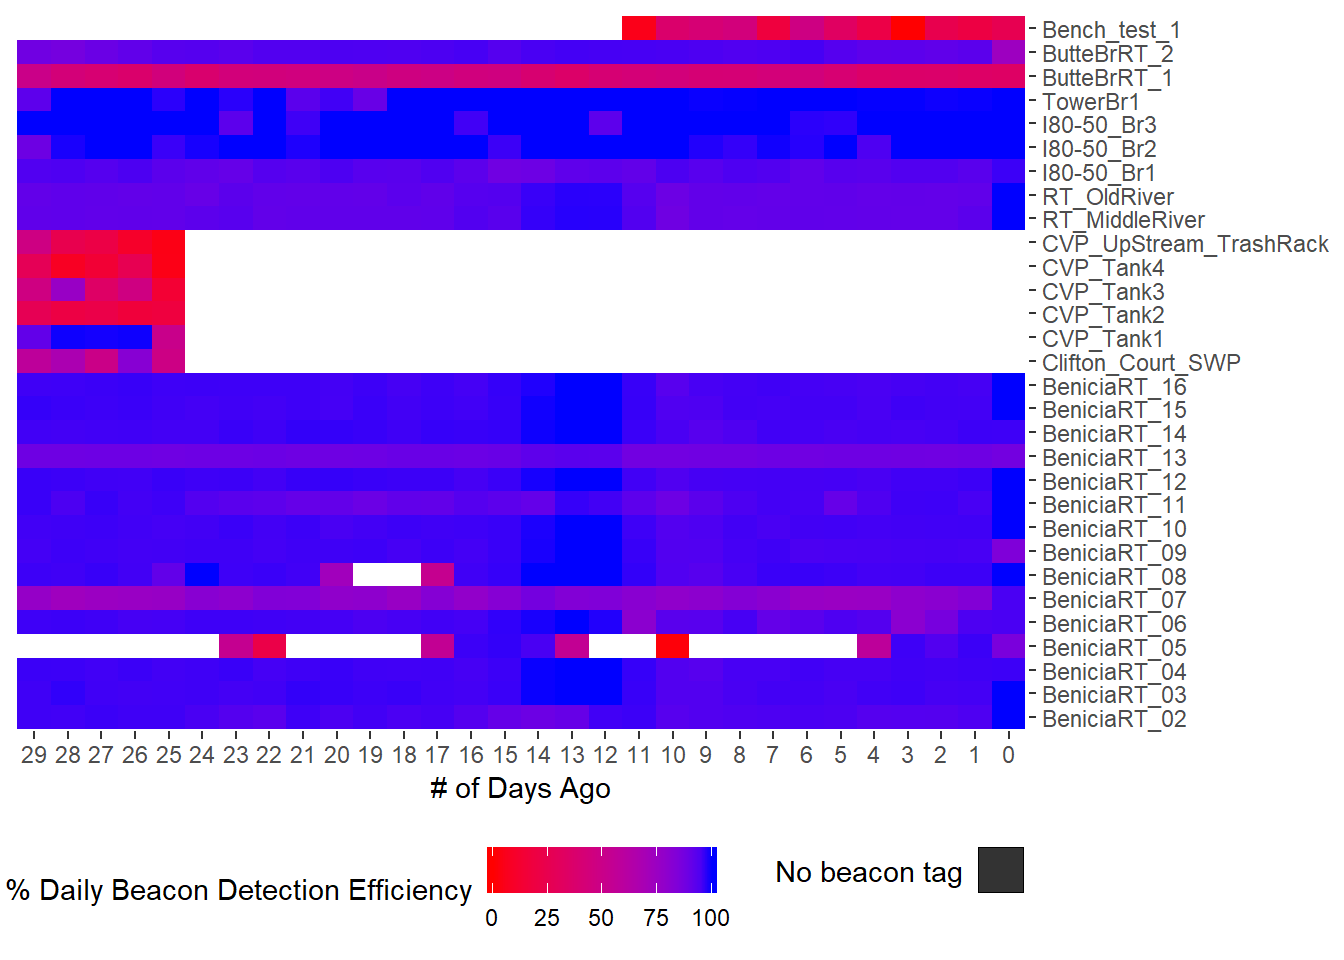 Bench_test_1
ButteBrRT_2
ButteBrRT_1
TowerBr1
I80-50_Br3
I80-50_Br2
I80-50_Br1
RT_OldRiver
RT_MiddleRiver
CVP_UpStream_TrashRack
CVP_Tank4
CVP_Tank3
CVP_Tank2
CVP_Tank1
Clifton_Court_SWP
BeniciaRT_16
BeniciaRT_15
BeniciaRT_14
BeniciaRT_13
BeniciaRT_12
BeniciaRT_11
BeniciaRT_10
BeniciaRT_09
BeniciaRT_08
BeniciaRT_07
BeniciaRT_06
BeniciaRT_05
BeniciaRT_04
BeniciaRT_03
BeniciaRT_02
29 28 27 26 25 24 23 22 21 20 19 18 17 16 15 14 13 12 11 10 9 8 7 6 5 4 3 2 1 0
# of Days Ago
% Daily Beacon Detection Efficiency
0 25 50 75 100
No beacon tag